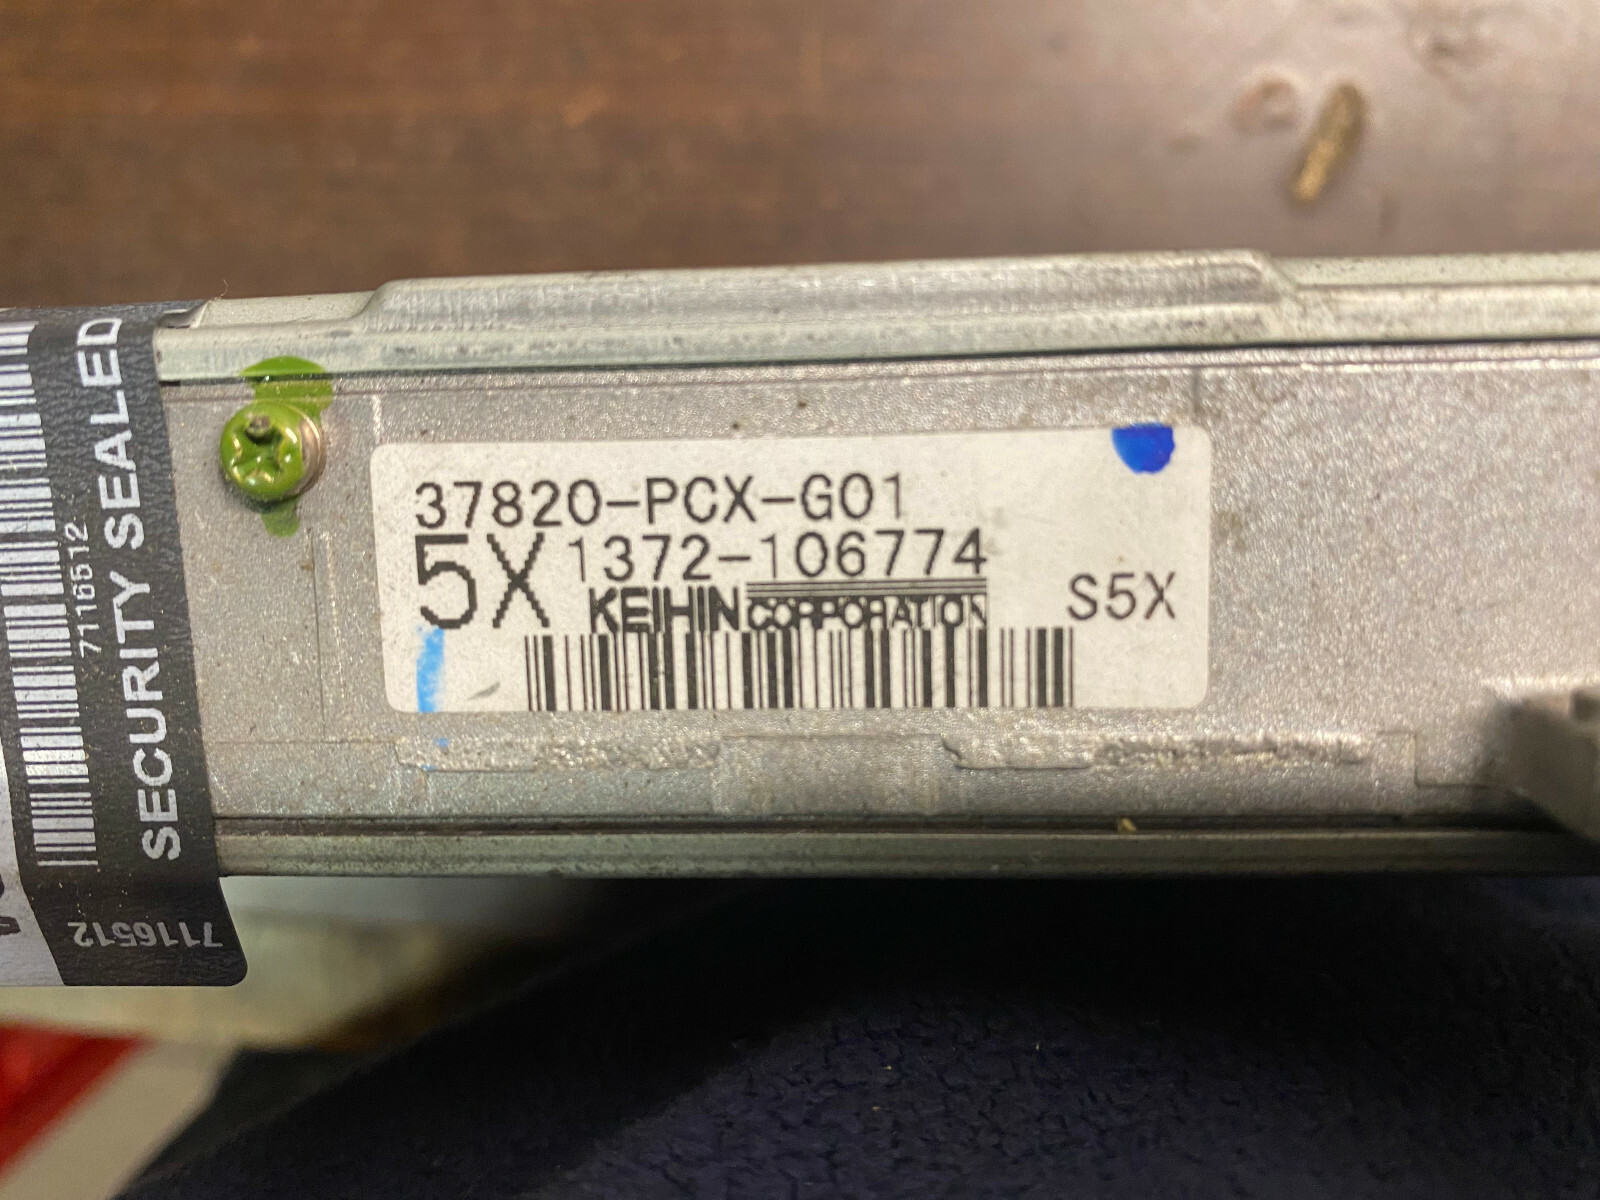 37820-PCX-G01
5X 1372-106774
KEIHIN CORPORATION
S5X
SECURITY SEALED
7116512
7116512